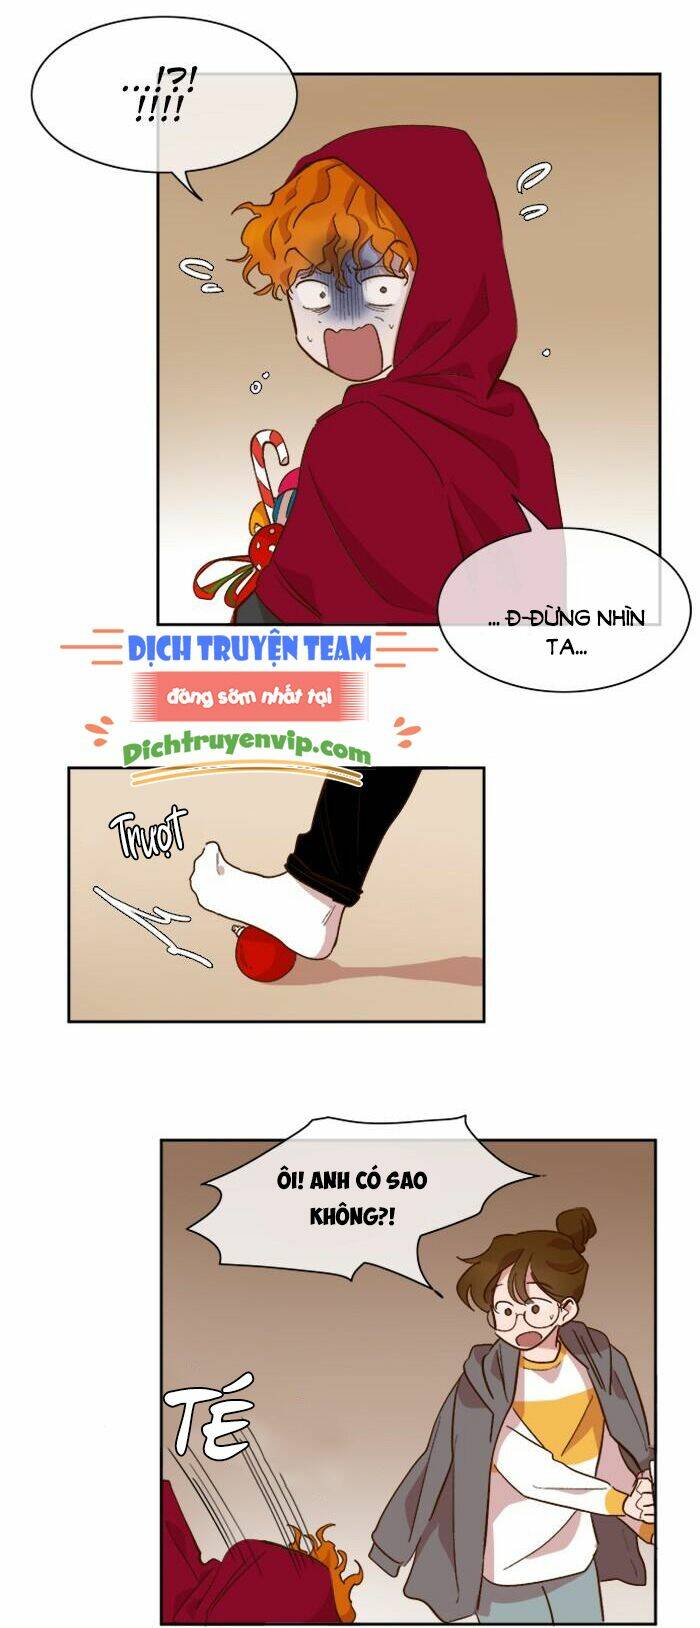 ...!?!
!!!!
... Đ-ĐỪNG NHÌN
TA...
DỊCH TRUYỆN TEAM
đăng sớm nhất tại
Dichtruyenvip.com
Trượt
ÔI! ANH CÓ SAO
KHÔNG?!
TÉ